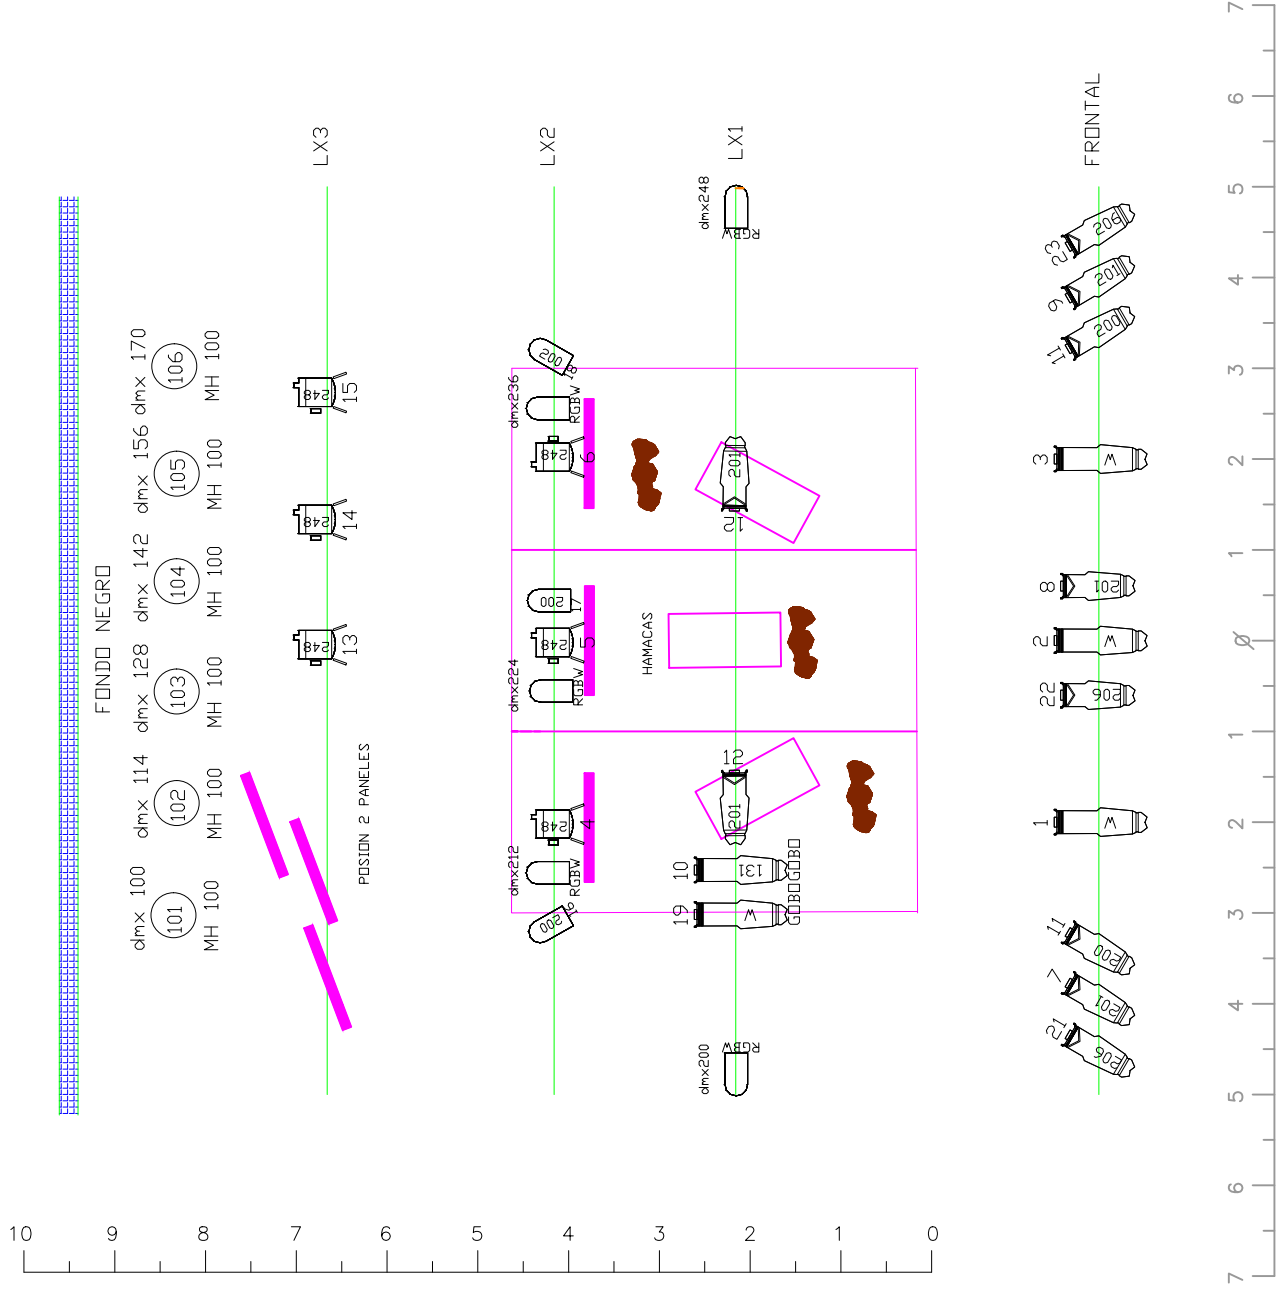 FONDO NEGRO
dmx 100
101
MH 100
dmx 114
102
MH 100
dmx 128
103
MH 100
dmx 142
104
MH 100
dmx 156
105
MH 100
dmx 170
106
MH 100
LX3
248
13
248
14
248
15
POSION 2 PANELES
LX2
200
16
dmx212
RGBW
248
4
dmx224
RGBW
248
5
200
17
248
6
dmx236
RGBW
200
18
HAMACAS
LX1
dmx200
RGBW
19
W
GOBO
10
131
GOBO
12
201
12
201
dmx248
RGBW
FRONTAL
21
206
7
201
11
200
1
W
22
206
2
W
8
201
3
W
11
200
9
201
23
206
10
9
8
7
6
5
4
3
2
1
0
7
6
5
4
3
2
1
Ø
1
2
3
4
5
6
7